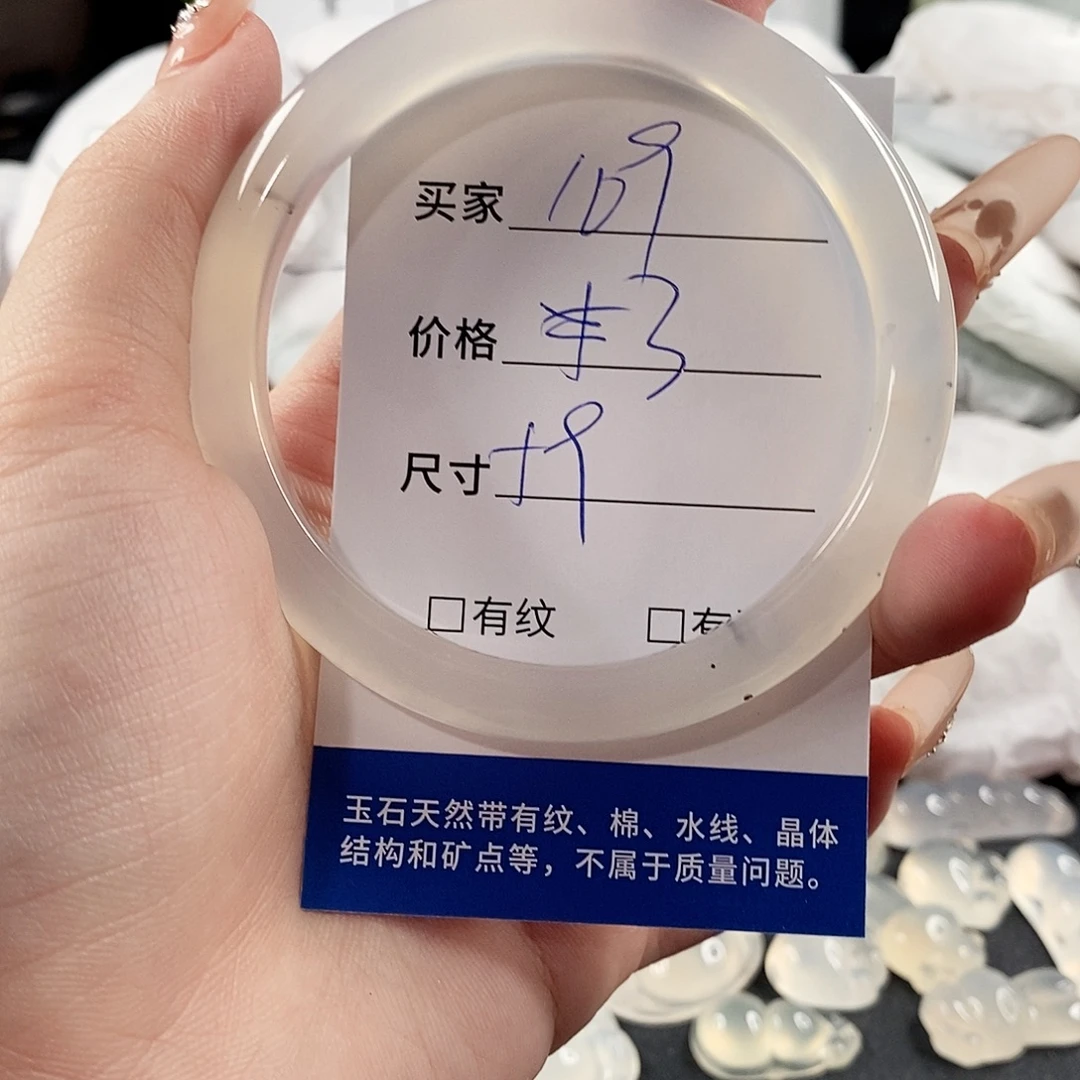 买家 109
价格
尺寸
□有纹 □有
玉石天然带有纹、棉、水线、晶体
结构和矿点等，不属于质量问题。